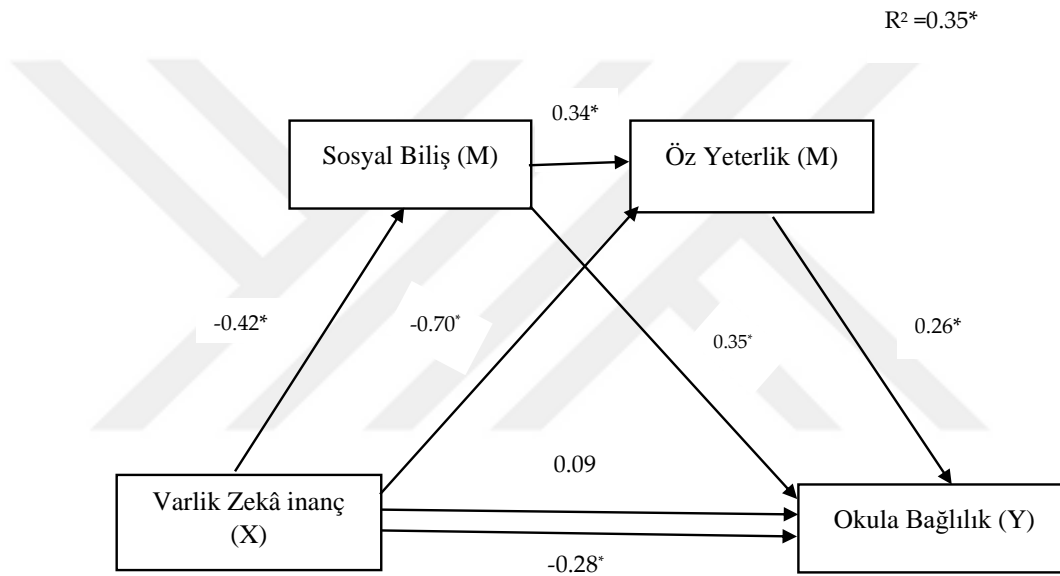 R² =0.35*
0.34*
Sosyal Biliş (M)
Öz Yeterlik (M)
-0.42*
-0.70*
0.35*
0.26*
0.09
Varlik Zekâ inanç
(X)
Okula Bağlılık (Y)
-0.28*